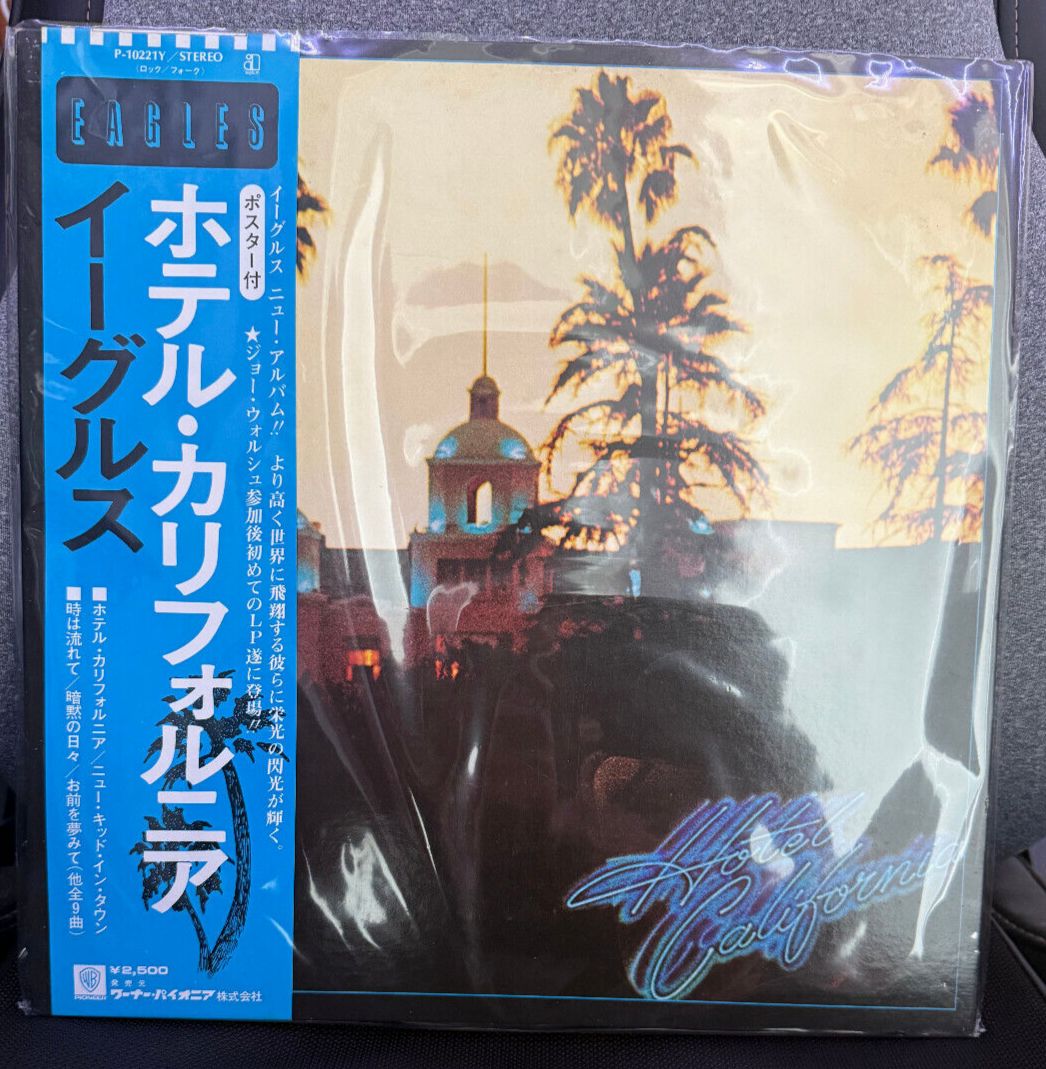 P-10221Y／STEREO
（ロック／フォーク）
EAGLES
イーグルス ニュー・アルバム!! より高く世界に飛翔する彼らに栄光の閃光が輝く。
ポスター付
★ジョー・ウォルシュ参加後初めてのLP遂に登場!!
ホテル・カリフォルニア
イーグルス
■ホテル・カリフォルニア／ニュー・キッド・イン・タウン
■時は流れて／暗黙の日々／お前を夢みて（他全9曲）
WB
PIONEER
¥2,500
発売元
ワーナー・パイオニア株式会社
Hotel
California